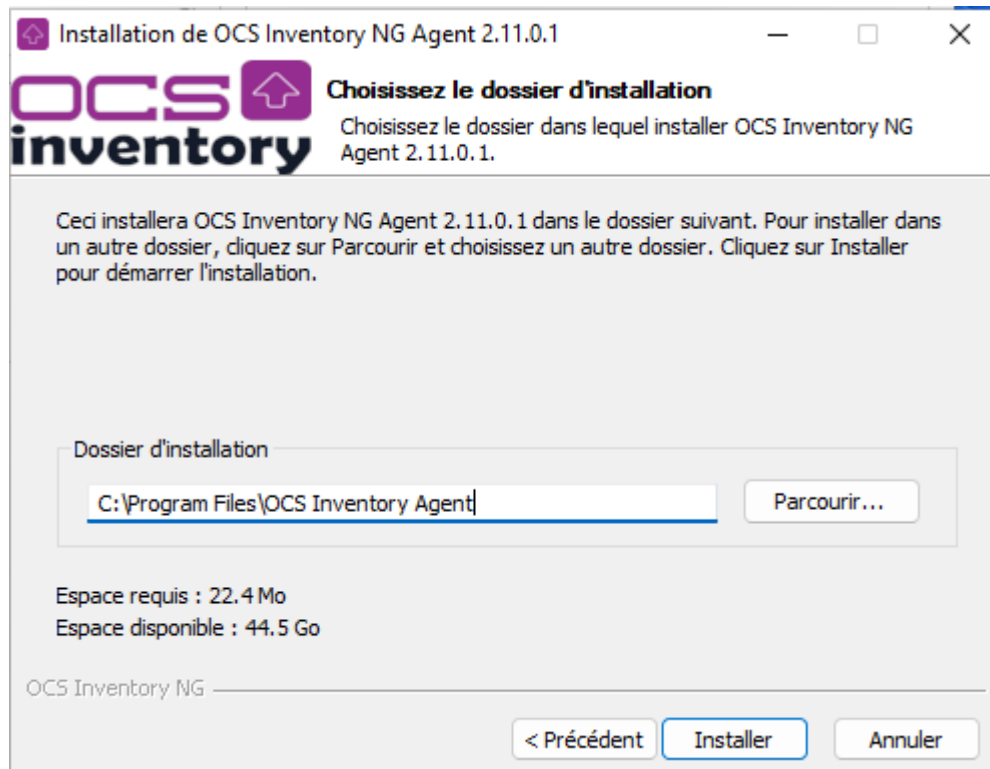 Installation de OCS Inventory NG Agent 2.11.0.1
OCS
inventory
Choisissez le dossier d'installation
Choisissez le dossier dans lequel installer OCS Inventory NG
Agent 2.11.0.1.
Ceci installera OCS Inventory NG Agent 2.11.0.1 dans le dossier suivant. Pour installer dans
un autre dossier, cliquez sur Parcourir et choisissez un autre dossier. Cliquez sur Installer
pour démarrer l'installation.
Dossier d'installation
C:\Program Files\OCS Inventory Agent
Parcourir...
Espace requis : 22.4 Mo
Espace disponible : 44.5 Go
OCS Inventory NG
< Précédent
Installer
Annuler